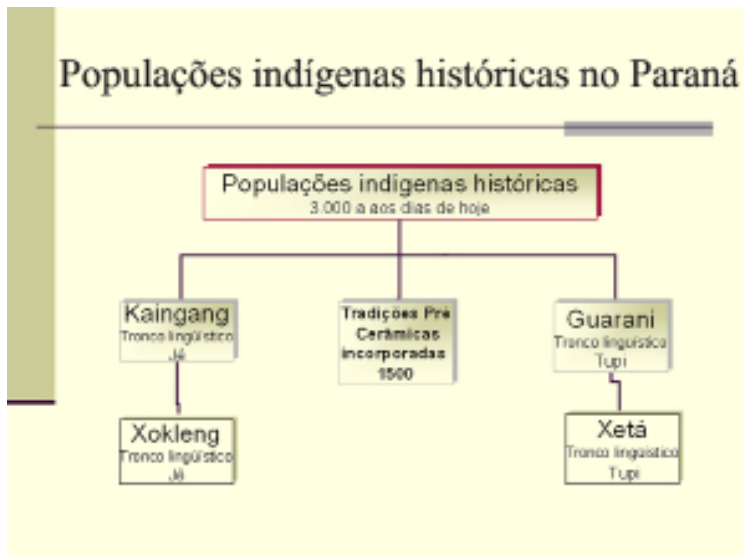 Populações indígenas históricas no Paraná
Populações indigenas históricas
3.000 a aos dias de hoje
Kaingang
Tronco lingüístico
Jê
Tradições Pré
Cerâmicas
incorporadas
1500
Guarani
Tronco linguístico
Tupi
Xokleng
Tronco lingüístico
Jê
Xetá
Tronco linguístico
Tupi